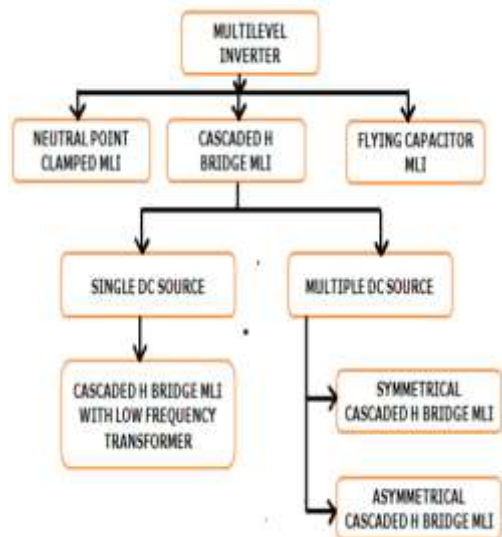 MULTILEVEL
INVERTER
NEUTRAL POINT
CLAMPED MLI
CASCADED H
BRIDGE MLI
FLYING CAPACITOR
MLI
SINGLE DC SOURCE
MULTIPLE DC SOURCE
CASCADED H BRIDGE MLI
WITH LOW FREQUENCY
TRANSFORMER
SYMMETRICAL
CASCADED H BRIDGE MLI
ASYMMETRICAL
CASCADED H BRIDGE MLI